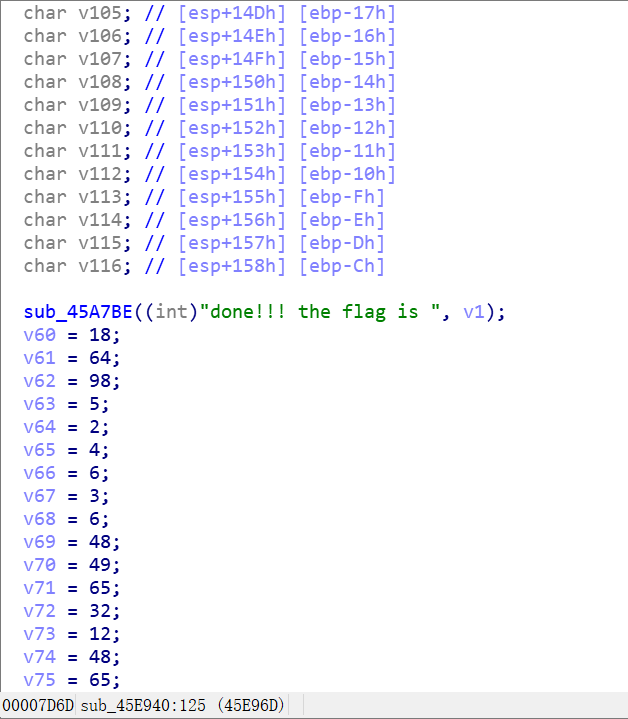 char v105; // [esp+14Dh] [ebp-17h]
char v106; // [esp+14Eh] [ebp-16h]
char v107; // [esp+14Fh] [ebp-15h]
char v108; // [esp+150h] [ebp-14h]
char v109; // [esp+151h] [ebp-13h]
char v110; // [esp+152h] [ebp-12h]
char v111; // [esp+153h] [ebp-11h]
char v112; // [esp+154h] [ebp-10h]
char v113; // [esp+155h] [ebp-Fh]
char v114; // [esp+156h] [ebp-Eh]
char v115; // [esp+157h] [ebp-Dh]
char v116; // [esp+158h] [ebp-Ch]
sub_45A7BE((int)"done!!! the flag is ", v1);
v60 = 18;
v61 = 64;
v62 = 98;
v63 = 5;
v64 = 2;
v65 = 4;
v66 = 6;
v67 = 3;
v68 = 6;
v69 = 48;
v70 = 49;
v71 = 65;
v72 = 32;
v73 = 12;
v74 = 48;
v75 = 65;
00007D6D sub_45E940:125 (45E96D)